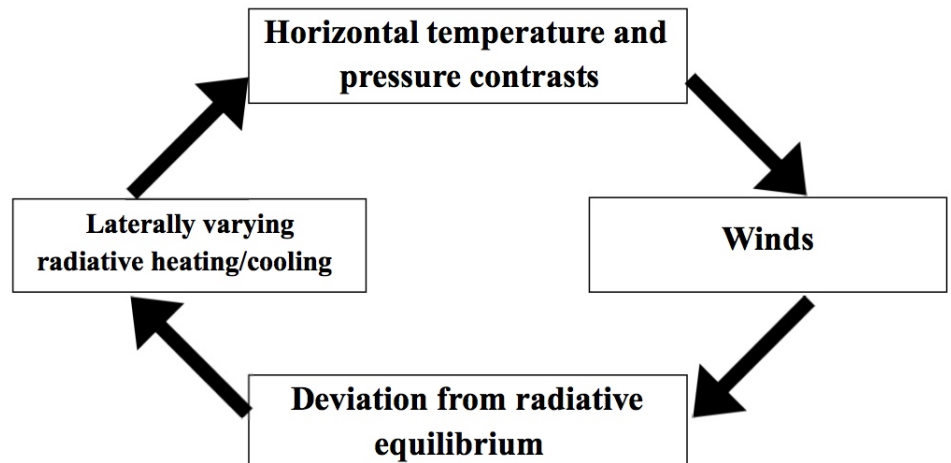 Horizontal temperature and
pressure contrasts
Laterally varying
radiative heating/cooling
Winds
Deviation from radiative
equilibrium